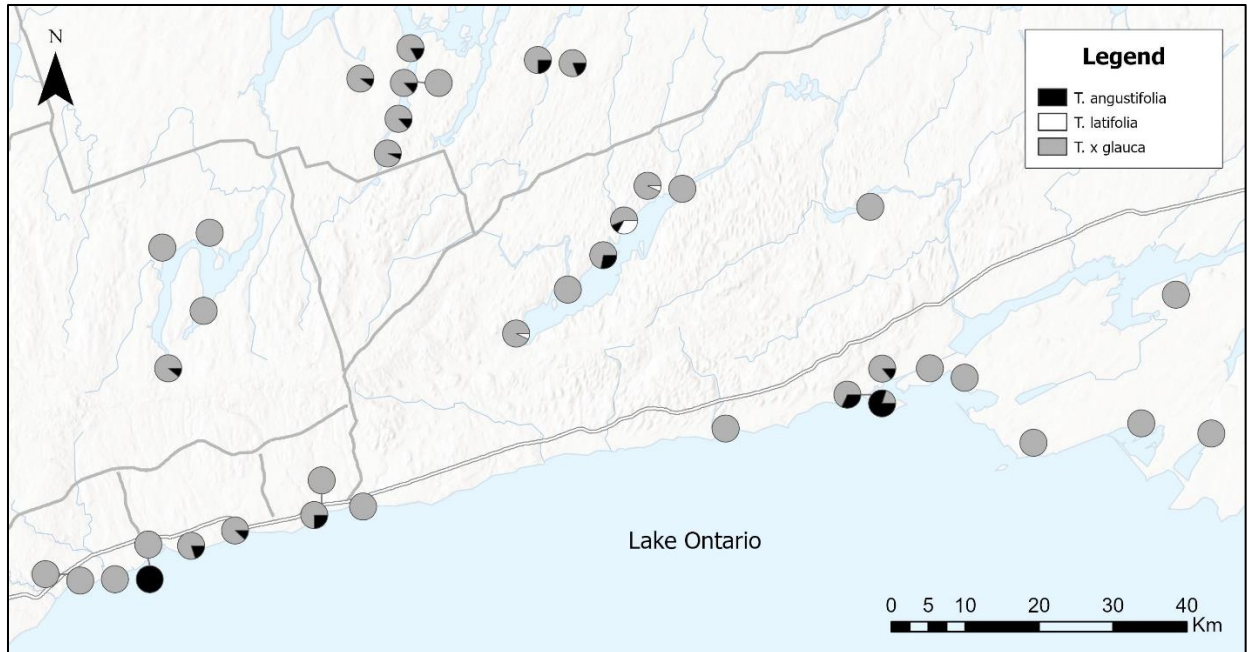 N
Legend
T. angustifolia
T. latifolia
T. x glauca
Lake Ontario
0 5 10 20 30 40
Km